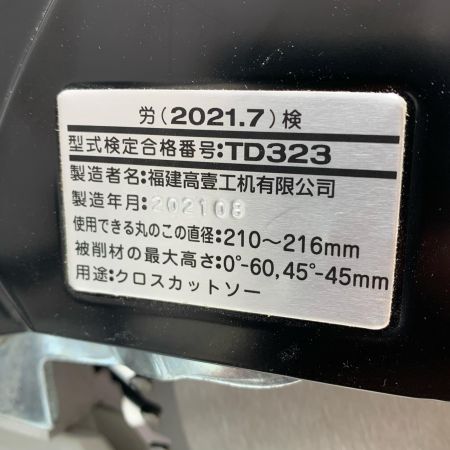 労(2021.7)検
型式検定合格番号:TD323
製造者名:福建高壹工机有限公司
製造年月:202108
使用できる丸のこの直径:210～216mm
被削材の最大高さ:0°-60,45°-45mm
用途:クロスカットソー